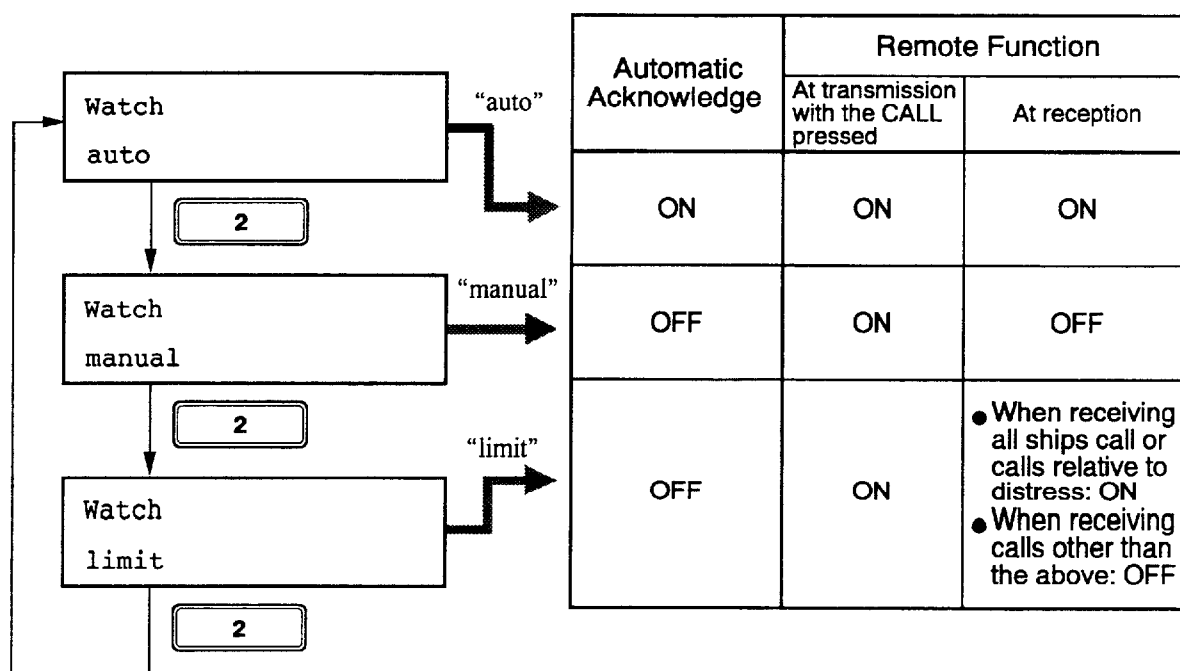 Watch
auto
2
"auto"
Watch
manual
2
"manual"
Watch
limit
2
"limit"
Automatic
Acknowledge
Remote Function
At transmission
with the CALL
pressed
At reception
ON
ON
ON
OFF
ON
OFF
OFF
ON
● When receiving
all ships call or
calls relative to
distress: ON
● When receiving
calls other than
the above: OFF